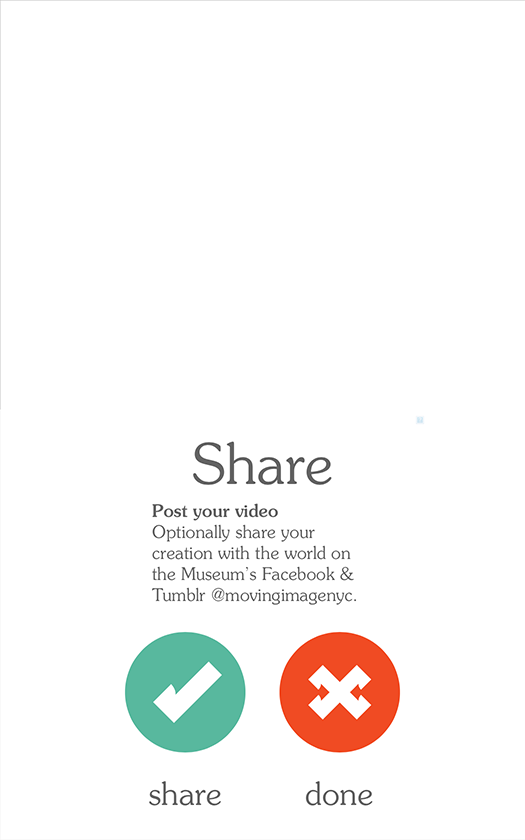 Share
Post your video
Optionally share your
creation with the world on
the Museum's Facebook &
Tumblr @movingimagenyc.
share
done